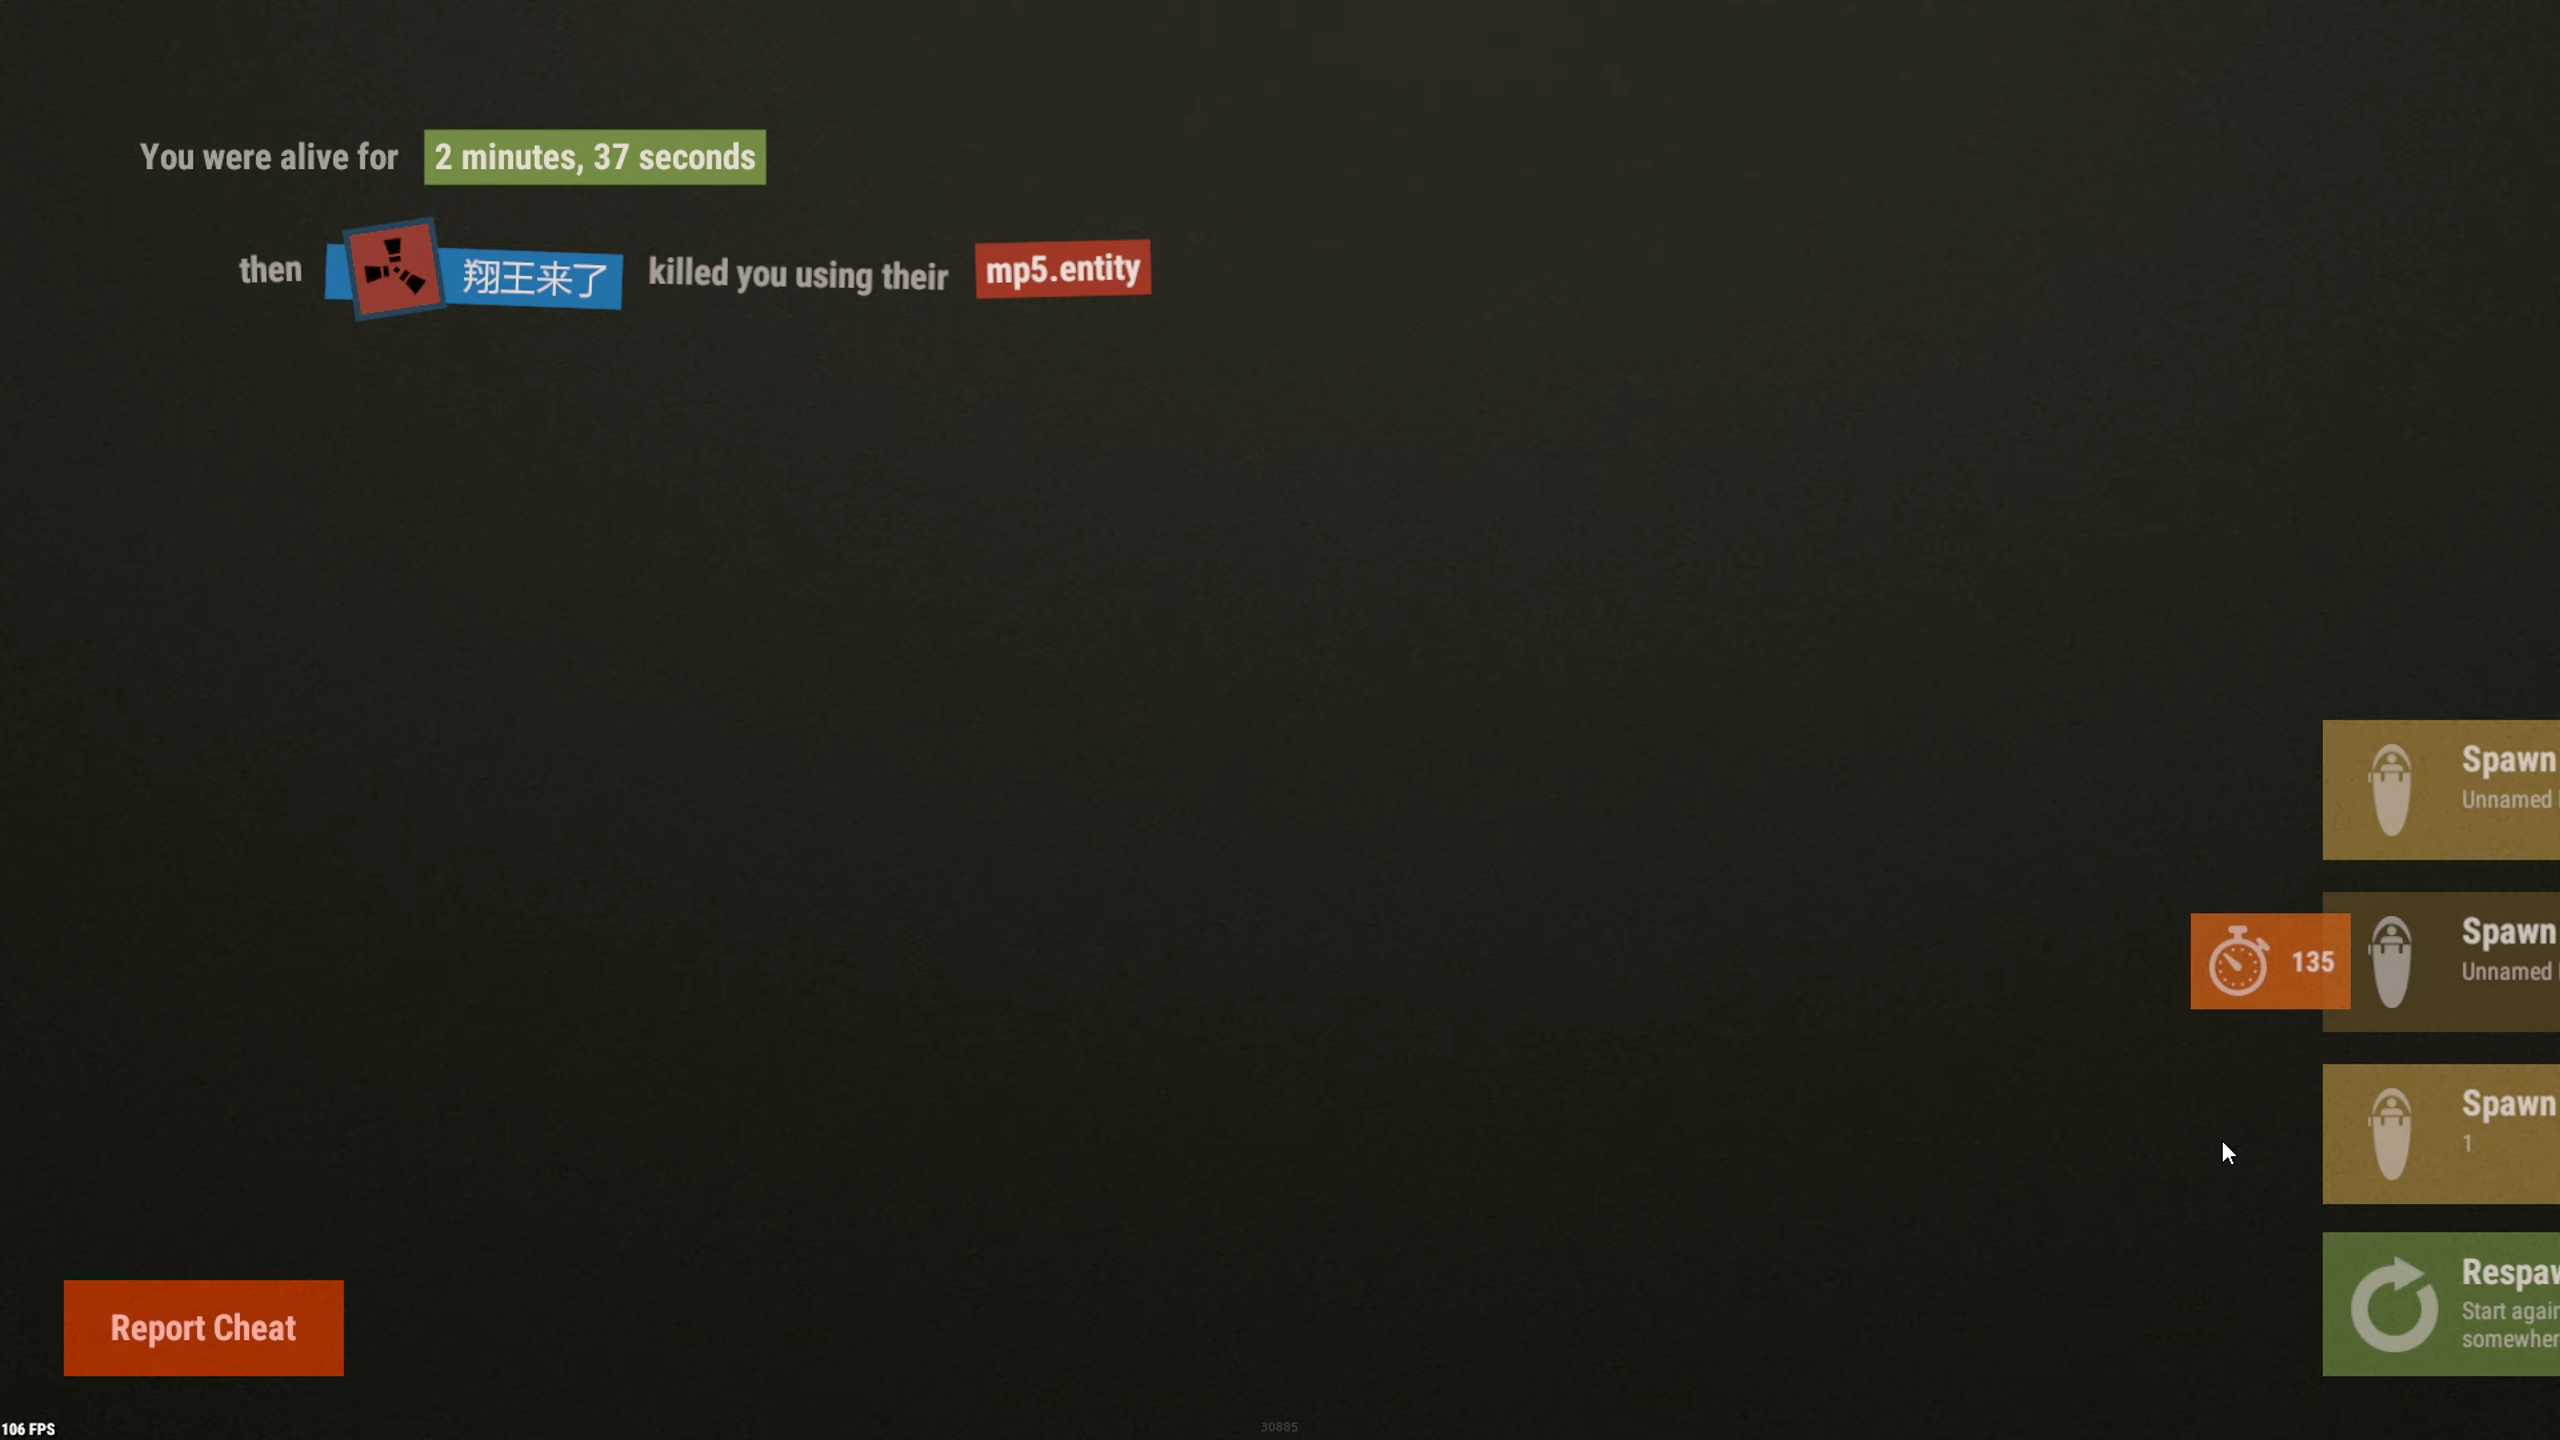 You were alive for 2 minutes, 37 seconds
then 翔王来了 killed you using their mp5.entity
Spawn
Unnamed
135
Spawn
Unnamed
Spawn
1
Respaw
Start again
somewher
Report Cheat
106 FPS
30885